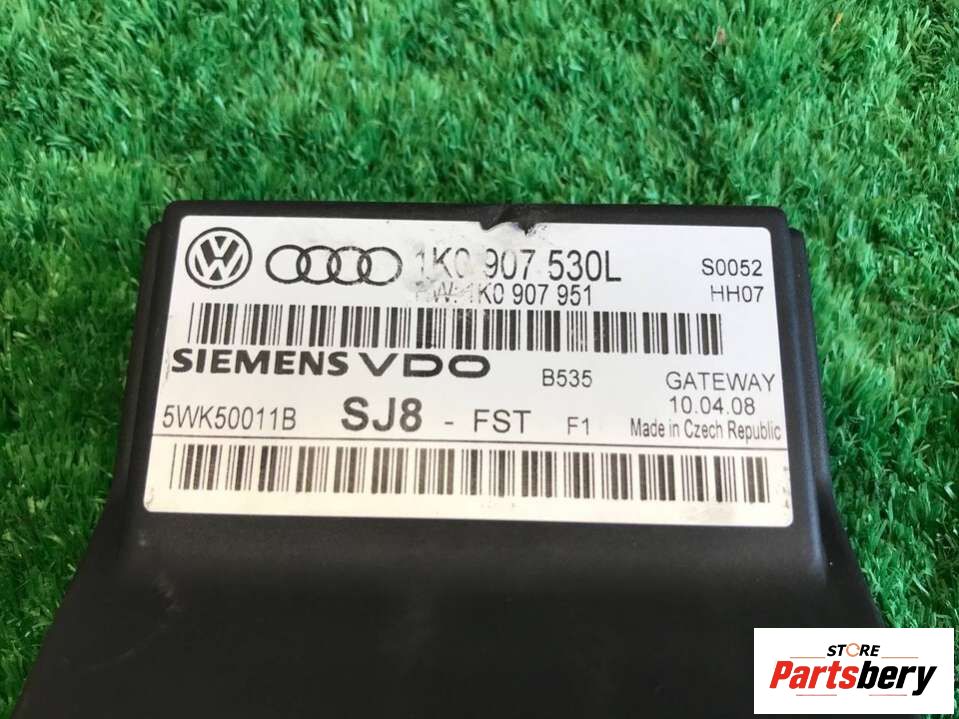 1K0 907 530L
S0052
HW: 1K0 907 951
HH07
SIEMENS VDO
B535
GATEWAY
5WK50011B
SJ8 - FST F1
10.04.08
Made in Czech Republic
STORE
Partsbery